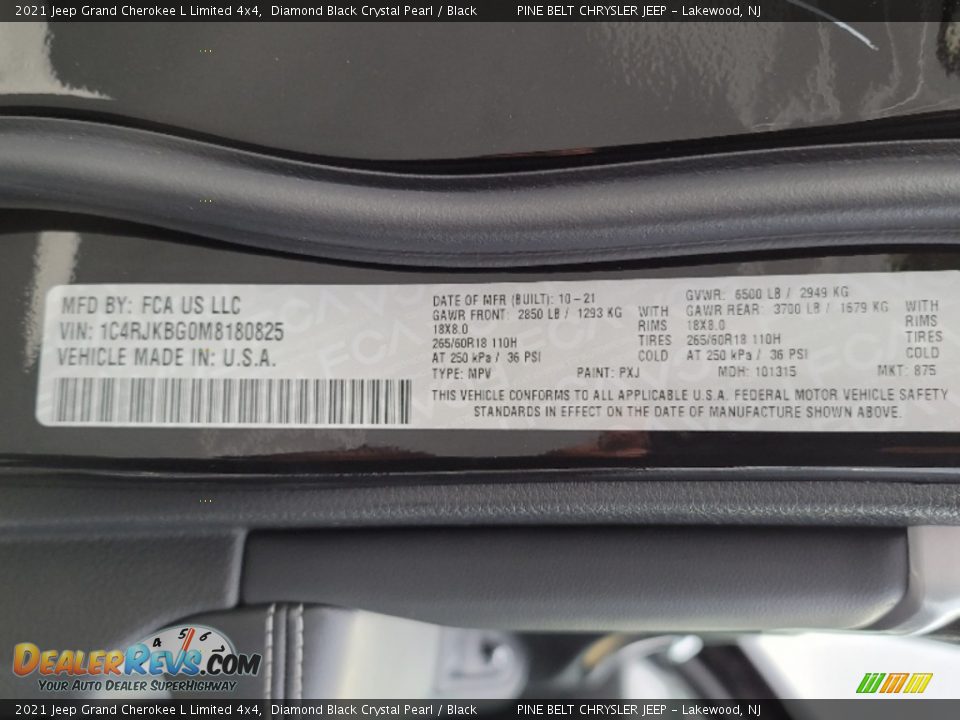 2021 Jeep Grand Cherokee L Limited 4x4, Diamond Black Crystal Pearl / Black PINE BELT CHRYSLER JEEP - Lakewood, NJ
MFD BY: FCA US LLC
VIN: 1C4RJKBG0M8180825
VEHICLE MADE IN: U.S.A.
DATE OF MFR (BUILT): 10-21
GVWR: 6500 LB / 2949 KG
GAWR FRONT: 2850 LB / 1293 KG WITH
18X8.0 RIMS
265/60R18 110H TIRES
AT 250 kPa / 36 PSI COLD
GAWR REAR: 3700 LB / 1679 KG WITH
18X8.0 RIMS
265/60R18 110H TIRES
AT 250 kPa / 36 PSI COLD
TYPE: MPV PAINT: PXJ MDH: 101315 MKT: 875
THIS VEHICLE CONFORMS TO ALL APPLICABLE U.S.A. FEDERAL MOTOR VEHICLE SAFETY
STANDARDS IN EFFECT ON THE DATE OF MANUFACTURE SHOWN ABOVE.
4 5 6
DEALERREVS.COM
YOUR AUTO DEALER SUPERHIGHWAY
2021 Jeep Grand Cherokee L Limited 4x4, Diamond Black Crystal Pearl / Black PINE BELT CHRYSLER JEEP - Lakewood, NJ